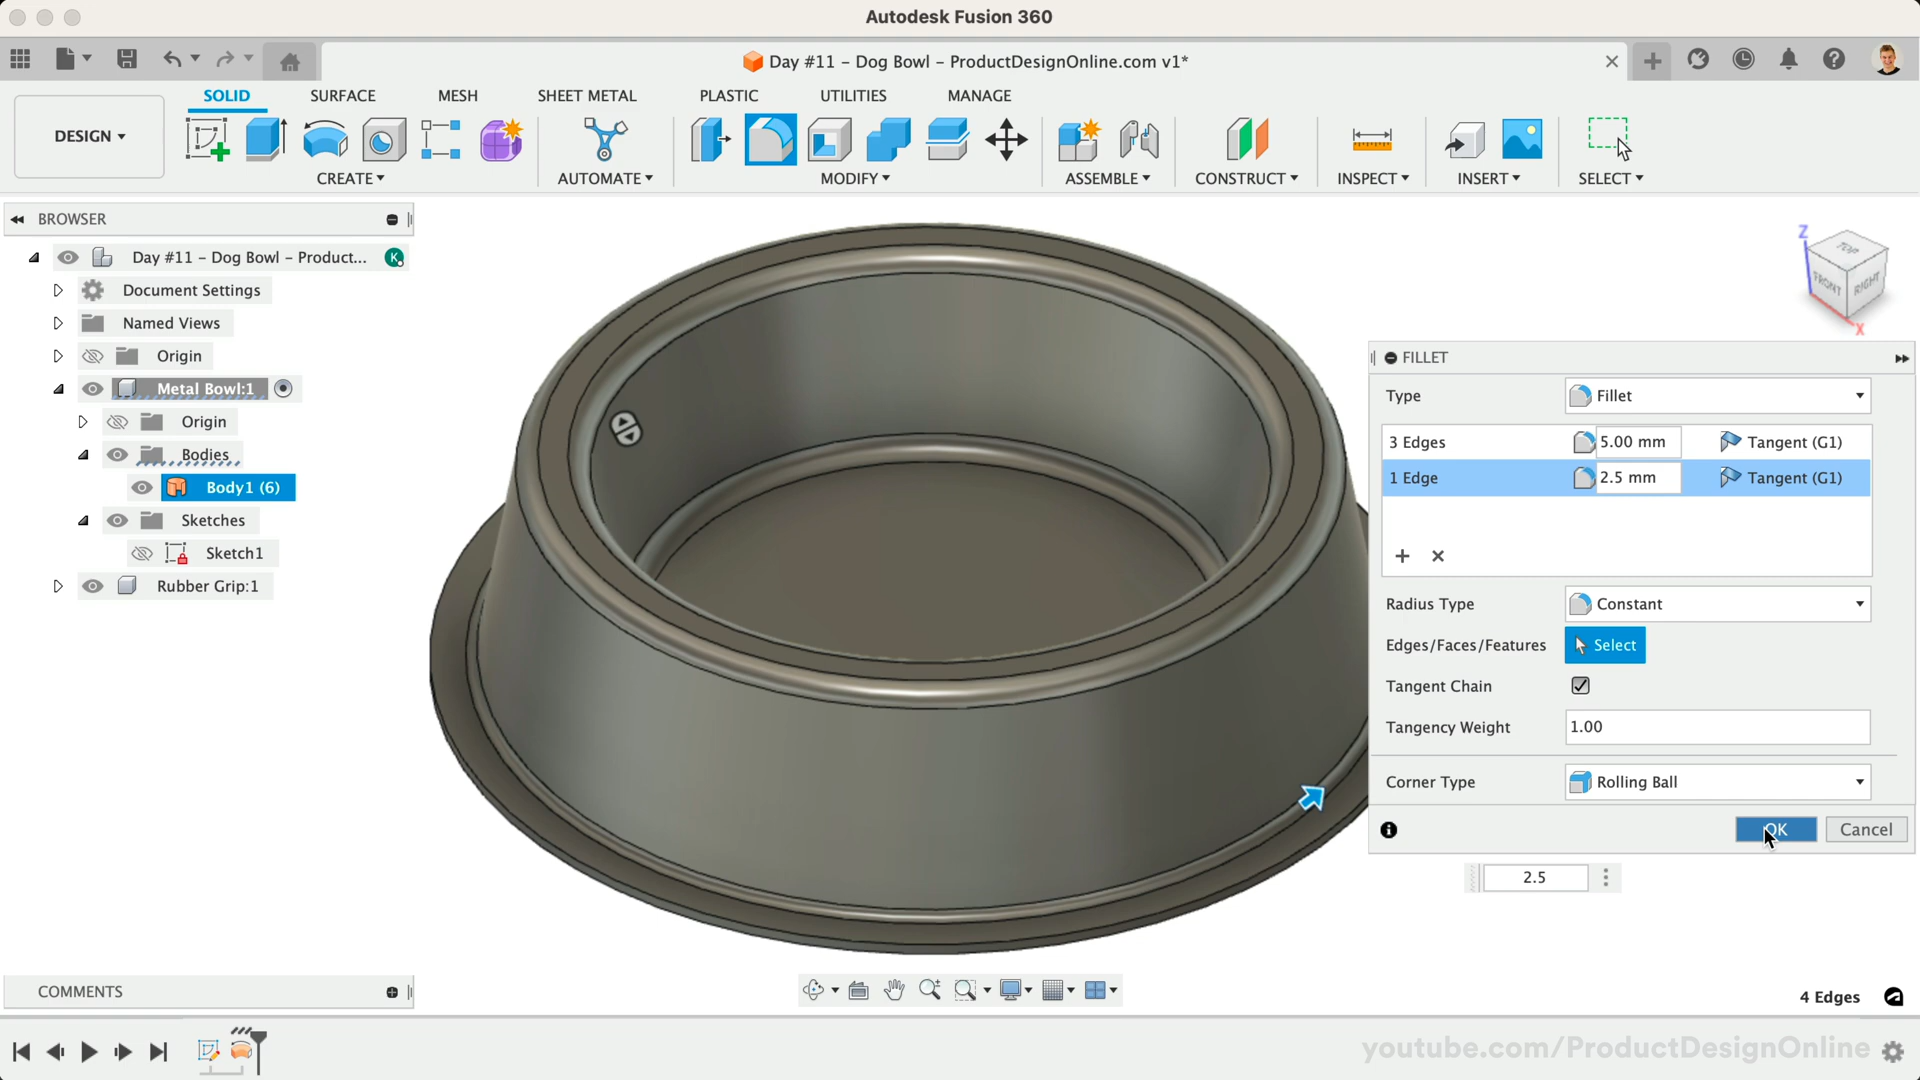 Autodesk Fusion 360
Day #11 – Dog Bowl – ProductDesignOnline.com v1*
SOLID SURFACE MESH SHEET METAL PLASTIC UTILITIES MANAGE
DESIGN
CREATE AUTOMATE MODIFY ASSEMBLE CONSTRUCT INSPECT INSERT SELECT
BROWSER
Day #11 – Dog Bowl – Product... K
Document Settings
Named Views
Origin
Metal Bowl:1
Origin
Bodies
Body1 (6)
Sketches
Sketch1
Rubber Grip:1
Z
TOP
FRONT RIGHT
X
FILLET
Type Fillet
3 Edges 5.00 mm Tangent (G1)
1 Edge 2.5 mm Tangent (G1)
Radius Type Constant
Edges/Faces/Features Select
Tangent Chain
Tangency Weight 1.00
Corner Type Rolling Ball
OK Cancel
2.5
COMMENTS
4 Edges
youtube.com/ProductDesignOnline